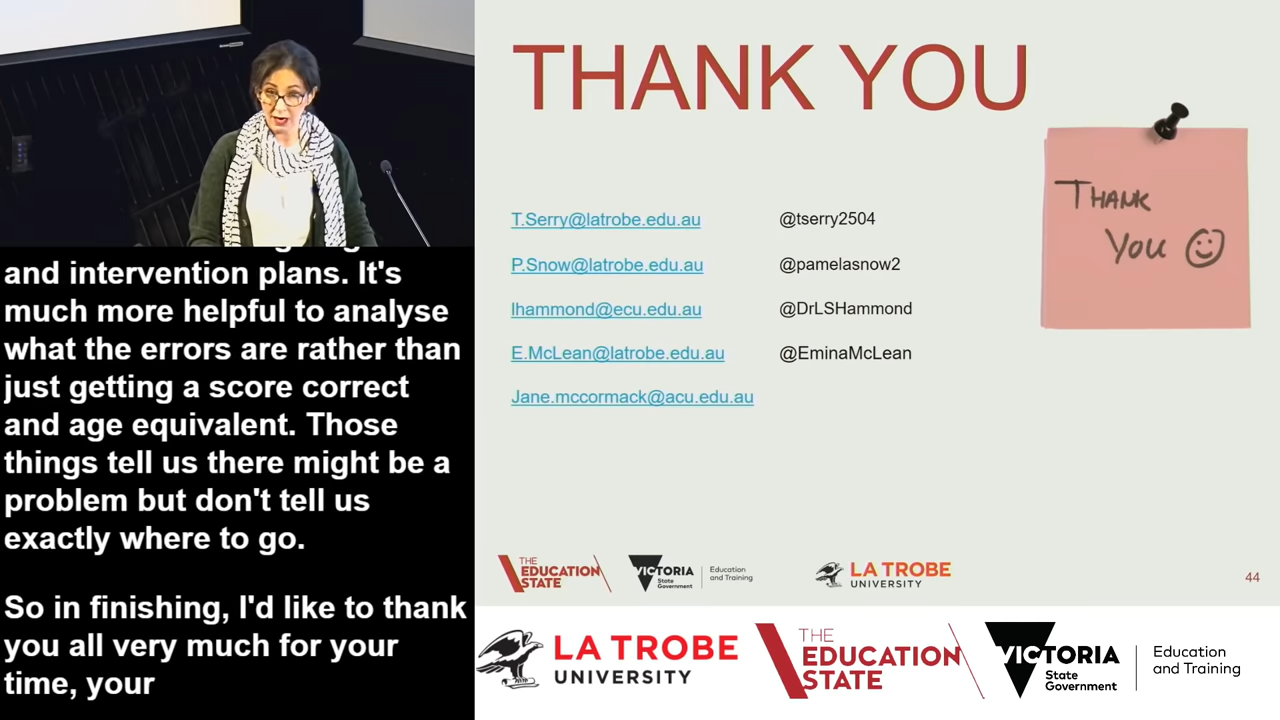 and intervention plans. It's
much more helpful to analyse
what the errors are rather than
just getting a score correct
and age equivalent. Those
things tell us there might be a
problem but don't tell us
exactly where to go.
So in finishing, I'd like to thank
you all very much for your
time, your
THANK YOU
T.Serry@latrobe.edu.au @tserry2504
P.Snow@latrobe.edu.au @pamelasnow2
lhammond@ecu.edu.au @DrLSHammond
E.McLean@latrobe.edu.au @EminaMcLean
Jane.mccormack@acu.edu.au
THANK
YOU
THE
EDUCATION
STATE
VICTORIA
State
Government
Education
and Training
LA TROBE
UNIVERSITY
44
LA TROBE
UNIVERSITY
THE
EDUCATION
STATE
VICTORIA
State
Government
Education
and Training